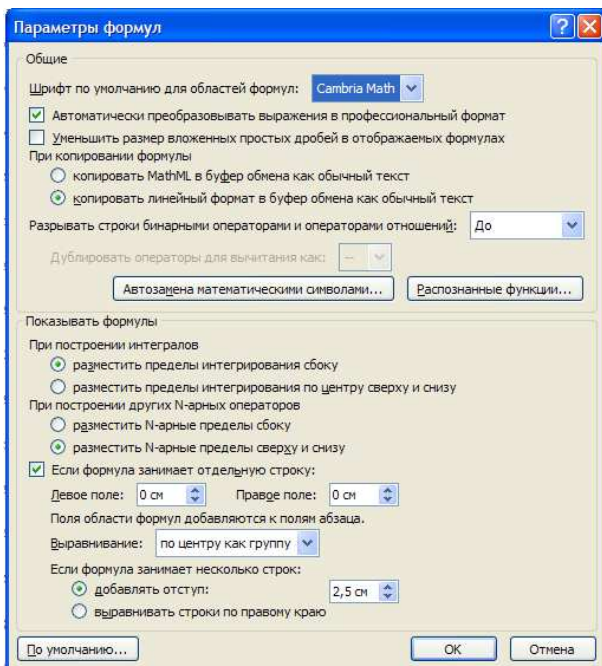 Параметры формул
Общие
Шрифт по умолчанию для областей формул: Cambria Math
Автоматически преобразовывать выражения в профессиональный формат
Уменьшить размер вложенных простых дробей в отображаемых формулах
При копировании формулы
копировать MathML в буфер обмена как обычный текст
копировать линейный формат в буфер обмена как обычный текст
Разрывать строки бинарными операторами и операторами отношений: До
Дублировать операторы для вычитания как: --
Автозамена математическими символами... Распознанные функции...
Показывать формулы
При построении интегралов
разместить пределы интегрирования сбоку
разместить пределы интегрирования по центру сверху и снизу
При построении других N-арных операторов
разместить N-арные пределы сбоку
разместить N-арные пределы сверху и снизу
Если формула занимает отдельную строку:
Левое поле: 0 см Правое поле: 0 см
Поля области формул добавляются к полям абзаца.
Выравнивание: по центру как группу
Если формула занимает несколько строк:
добавлять отступ: 2,5 см
выравнивать строки по правому краю
По умолчанию... ОК Отмена